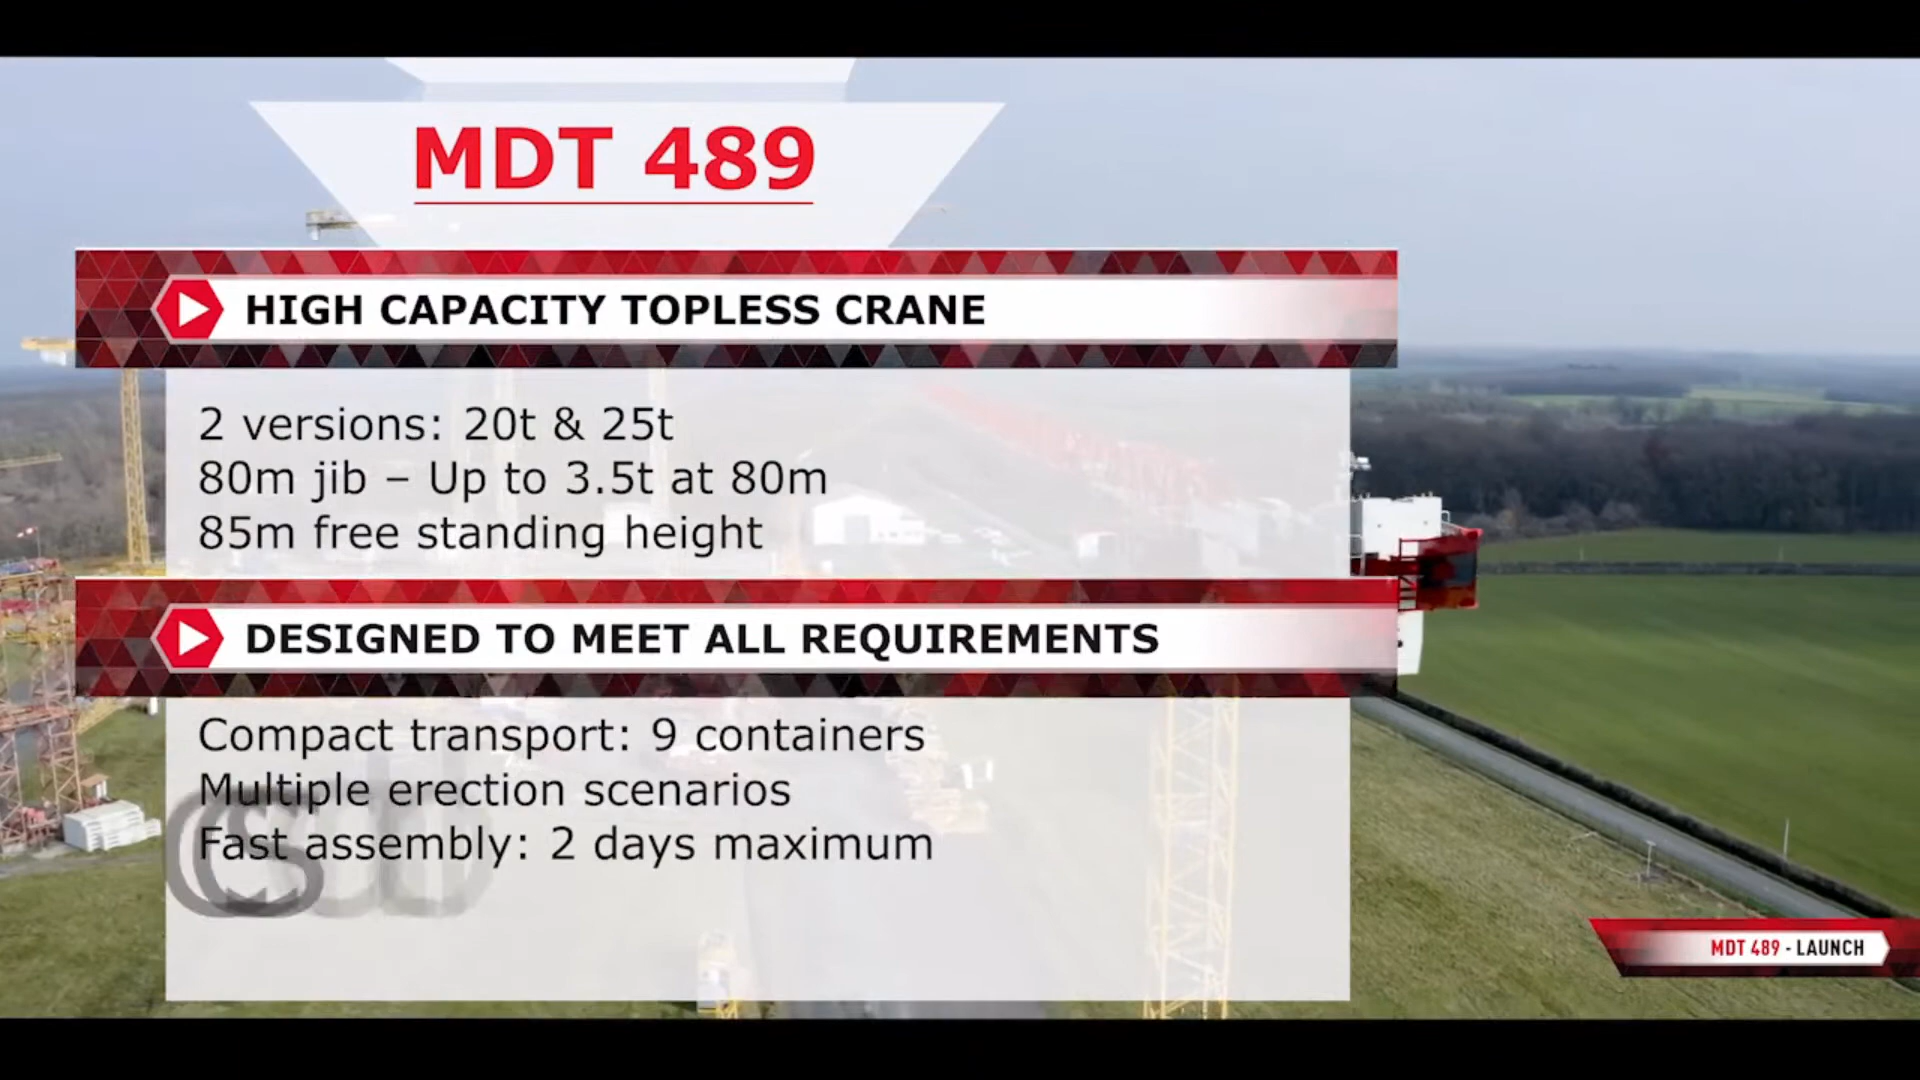 MDT 489
HIGH CAPACITY TOPLESS CRANE
2 versions: 20t & 25t
80m jib – Up to 3.5t at 80m
85m free standing height
DESIGNED TO MEET ALL REQUIREMENTS
Compact transport: 9 containers
Multiple erection scenarios
Fast assembly: 2 days maximum
MDT 489 - LAUNCH